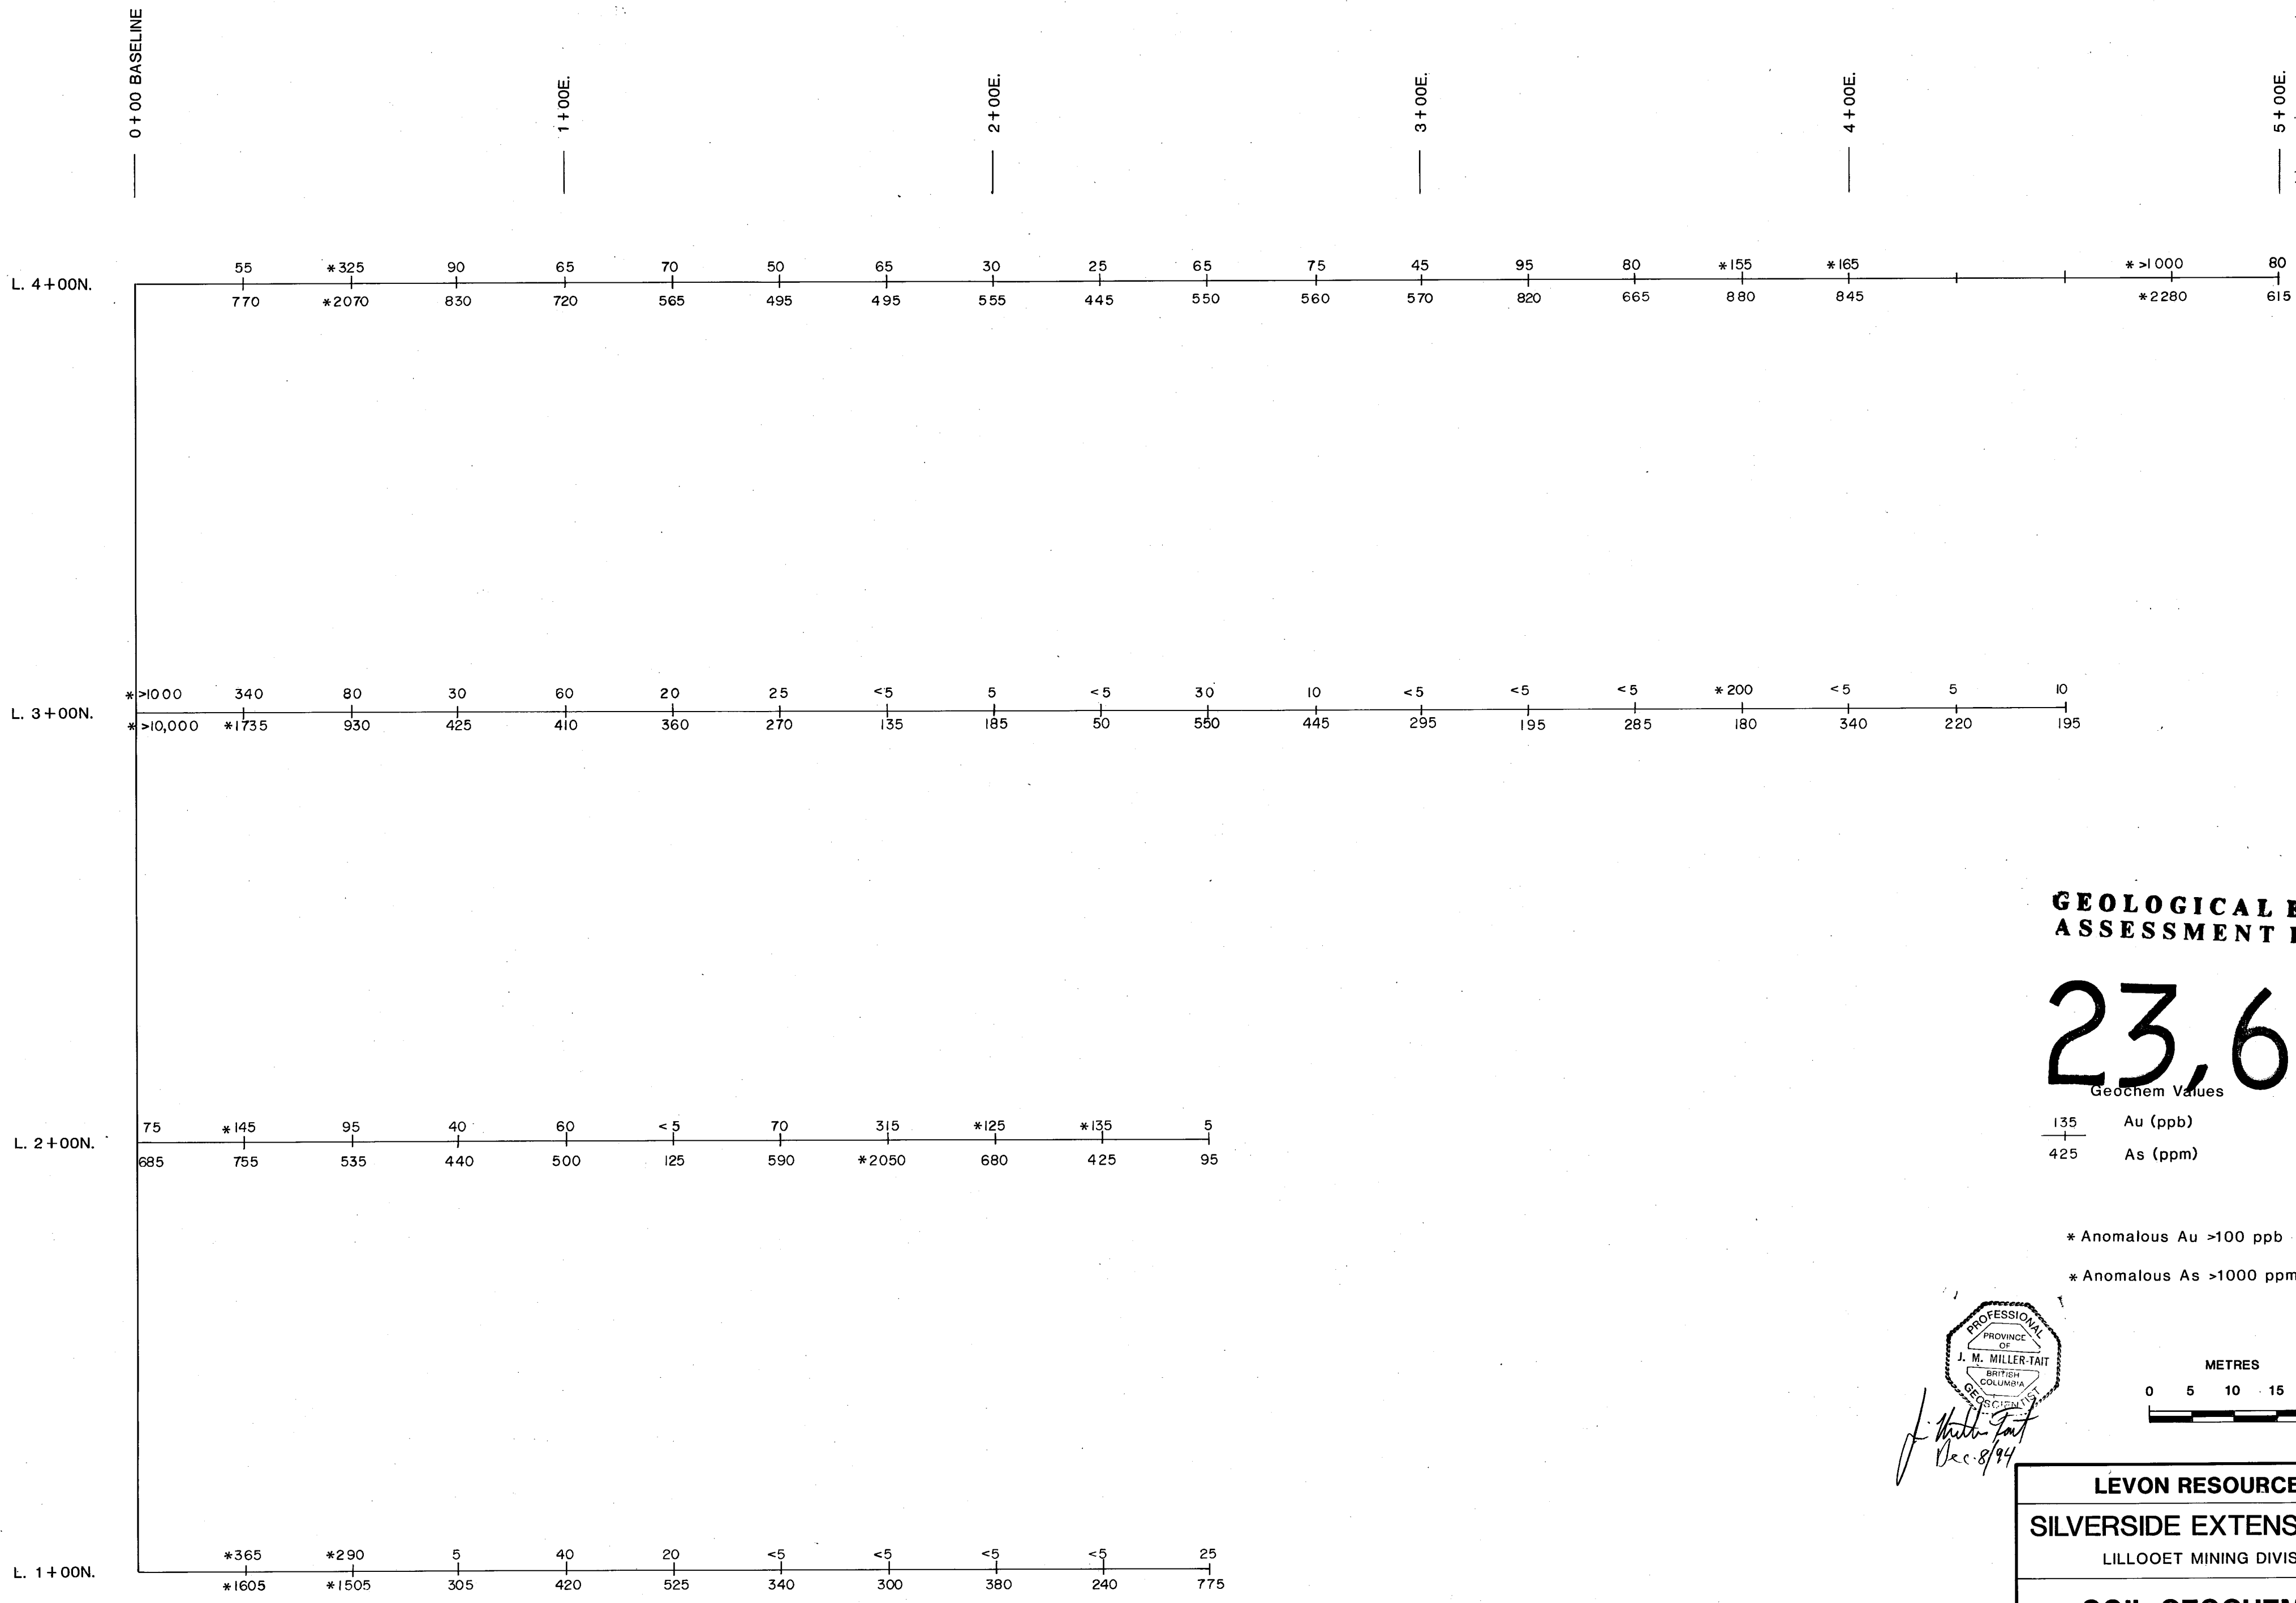 0+00 BASELINE
1+00E.
2+00E.
3+00E.
4+00E.
5+00E.
55 *325 90 65 70 50 65 30 25 65 75 45 95 80 *155 *165 *>1000 80
L. 4+00N.
770 *2070 830 720 565 495 495 555 445 550 560 570 820 665 880 845 *2280 615
*>1000 340 80 30 60 20 25 <5 5 <5 30 10 <5 <5 <5 *200 <5 5 10
L. 3+00N.
*>10,000 *1735 930 425 410 360 270 135 185 50 550 445 295 195 285 180 340 220 195
GEOLOGICAL
ASSESSMENT
23,6
Geochem Values
135 Au (ppb)
425 As (ppm)
75 *145 95 40 60 <5 70 315 *125 *135 5
L. 2+00N.
685 755 535 440 500 125 590 *2050 680 425 95
* Anomalous Au >100 ppb
* Anomalous As >1000 ppm
PROFESSIONAL
PROVINCE
OF
J. M. MILLER-TAIT
BRITISH
COLUMBIA
GEOSCIENTIST
J. Miller Tait
Dec. 8/94
METRES
0 5 10 15
LEVON RESOURCE
SILVERSIDE EXTENS
LILLOOET MINING DIVIS
*365 *290 5 40 20 <5 <5 <5 <5 25
L. 1+00N.
*1605 *1505 305 420 525 340 300 380 240 775
SOIL GEOCHEM